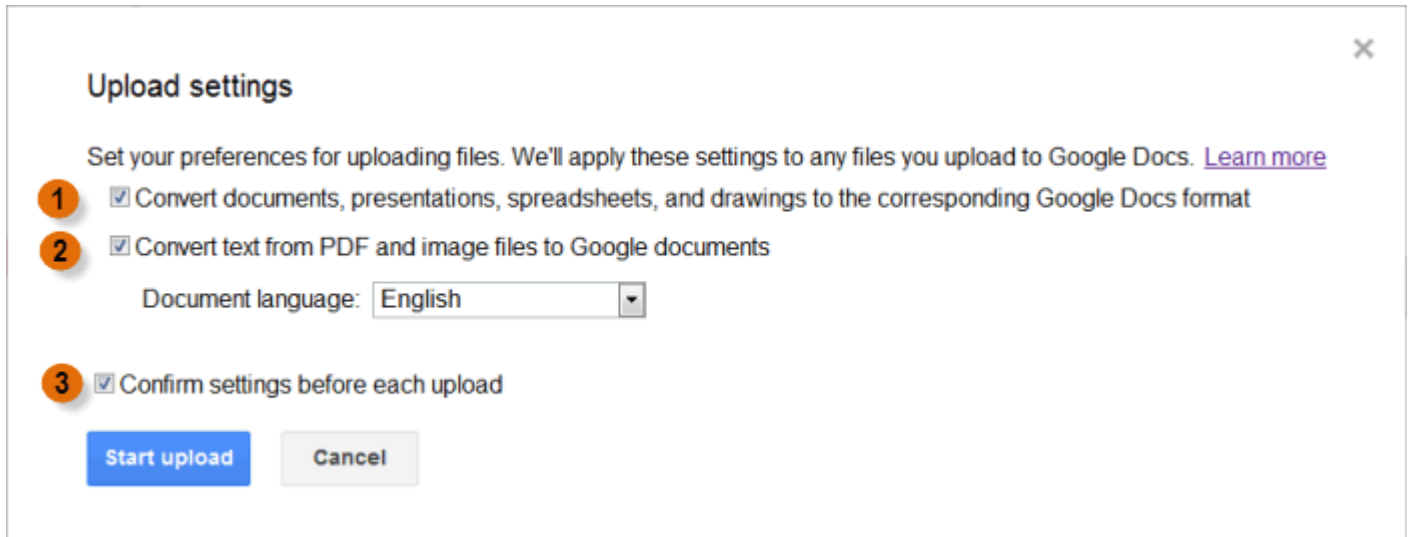 Upload settings
Set your preferences for uploading files. We'll apply these settings to any files you upload to Google Docs. Learn more
1 Convert documents, presentations, spreadsheets, and drawings to the corresponding Google Docs format
2 Convert text from PDF and image files to Google documents
Document language: English
3 Confirm settings before each upload
Start upload Cancel